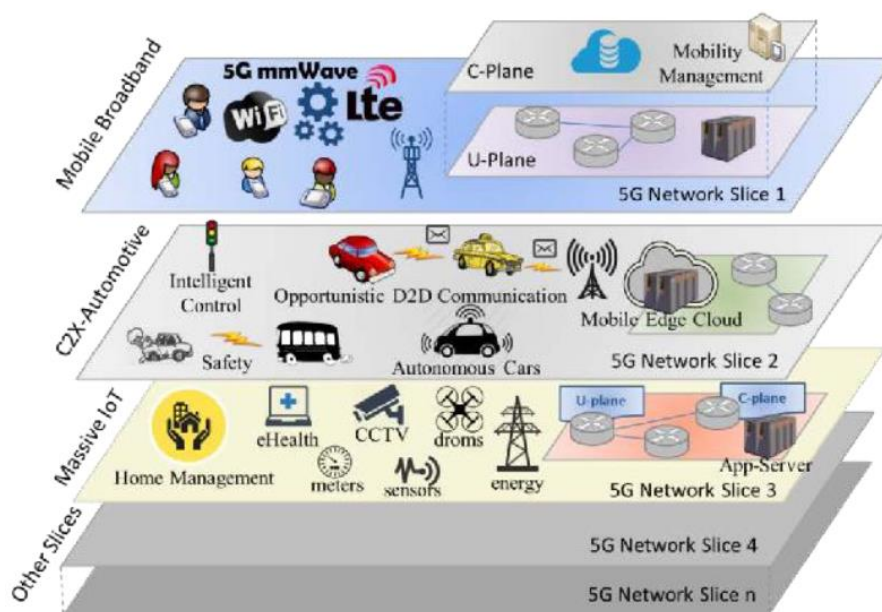 Mobile Broadband
5G mmWave
WiFi
Lte
C-Plane
Mobility
Management
U-Plane
5G Network Slice 1
C2X-Automotive
Intelligent
Control
Opportunistic D2D Communication
Mobile Edge Cloud
Safety
Autonomous Cars
5G Network Slice 2
Massive IoT
Home Management
eHealth
CCTV
droms
meters
sensors
energy
U-plane
C-plane
App-Server
5G Network Slice 3
Other Slices
5G Network Slice 4
5G Network Slice n